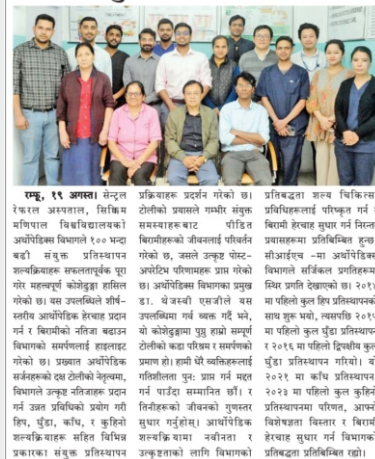 रम्फू, १९ अगस्त। सेन्ट्रल
रेफरल अस्पताल, सिक्किम
मणिपाल विश्वविद्यालयको
अर्थोपेडिक्स विभागले १०० भन्दा
बढी संयुक्त प्रतिस्थापन
शल्यक्रियाहरू सफलतापूर्वक पूरा
गरेर महत्वपूर्ण कोशेढुङ्गा हासिल
गरेको छ। यस उपलब्धिले शीर्ष-
स्तरीय आर्थोपेडिक हेरचाह प्रदान
गर्न र बिरामीको नतिजा बढाउन
विभागको समर्पणलाई हाइलाइट
गरेको छ। प्रख्यात अर्थोपेडिक
सर्जनहरूको दक्ष टोलीको नेतृत्वमा,
विभागले उत्कृष्ट नतिजाहरू प्रदान
गर्न उन्नत प्रविधिको प्रयोग गरी
हिप, घुँडा, काँध, र कुहिनो
शल्यक्रियाहरू सहित विभिन्न
प्रकारका संयुक्त प्रतिस्थापन
प्रक्रियाहरू प्रदर्शन गरेको छ।
टोलीको प्रयासले गम्भीर संयुक्त
समस्याहरूबाट पीडित
बिरामीहरूको जीवनलाई परिवर्तन
गरेको छ, जसले उत्कृष्ट पोस्ट-
अपरेटिभ परिणामहरू प्राप्त गरेको
छ। अर्थोपेडिक्स विभागका प्रमुख
डा. थेजस्वी एसजीले यस
उपलब्धिमा गर्व व्यक्त गर्दै भने,
यो कोशेढुङ्गामा पुग्नु हाम्रो सम्पूर्ण
टोलीको कडा परिश्रम र समर्पणको
प्रमाण हो। हामी धेरै व्यक्तिहरूलाई
गतिशीलता पुन: प्राप्त गर्न मद्दत
गर्न पाउँदा सम्मानित छौं। र
तिनीहरूको जीवनको गुणस्तर
सुधार गर्नुहोस्। आर्थोपेडिक
शल्यक्रियामा नवीनता र
उत्कृष्टताको लागि विभागको
प्रतिबद्धता शल्य चिकित्सा
प्रविधिहरूलाई परिष्कृत गर्न र
बिरामी हेरचाह सुधार गर्न निरन्तर
प्रयासहरूमा प्रतिबिम्बित हुन्छ।
सीआरएच -मा अर्थोपेडिक्स
विभागले सर्जिकल प्रगतिहरूमा
स्थिर प्रगति देखाएको छ।
मा पहिलो कुल हिप प्रतिस्थापनको
साथ शुरू भयो, त्यसपछि
मा पहिलो कुल घुँडा प्रतिस्थापन
र २०१६ मा पहिलो द्विपक्षीय कुल
घुँडा प्रतिस्थापन गरियो।
२०२१ मा काँध प्रतिस्थापन
२०२३ मा पहिलो कुल कुहिनो
प्रतिस्थापनमा परिणत, आफ्नो
विशेषज्ञता विस्तार र बिरामी
हेरचाह सुधार गर्न विभागको
प्रतिबद्धता प्रतिबिम्बित रह्यो।